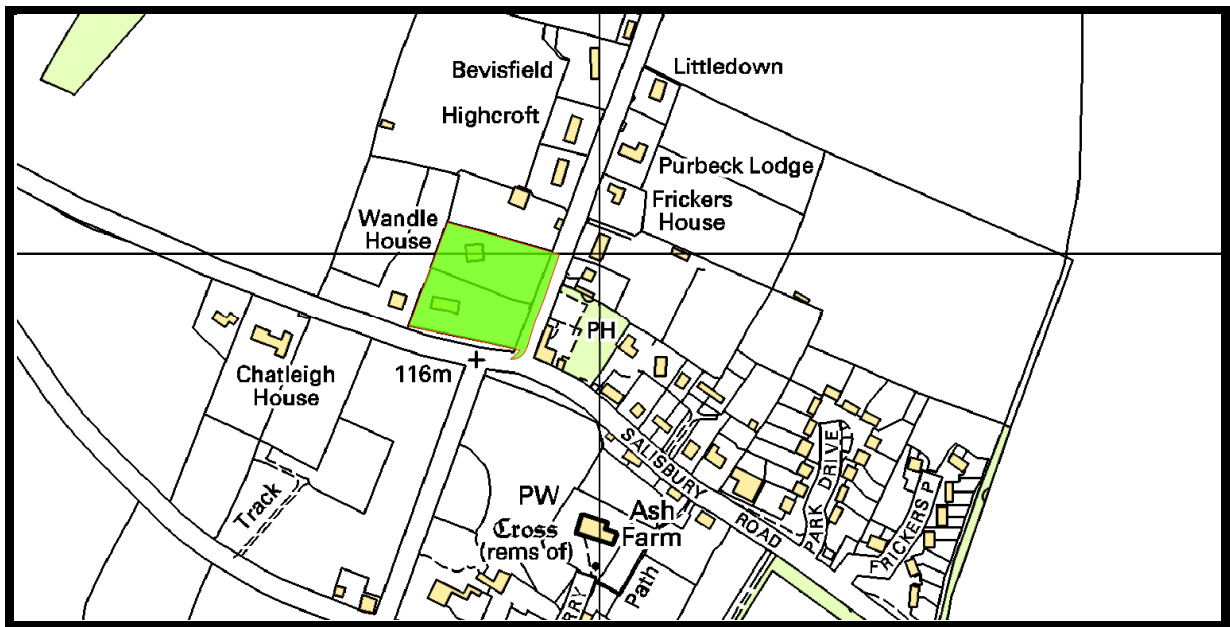 Bevisfield
Littledown
Highcroft
Purbeck Lodge
Frickers
House
Wandle
House
PH
116m
Chatleigh
House
SALISBURY
ROAD
PARK DRIVE
FRICKERS P
Track
PW
Cross
(rems of)
Ash
Farm
Path
RRY